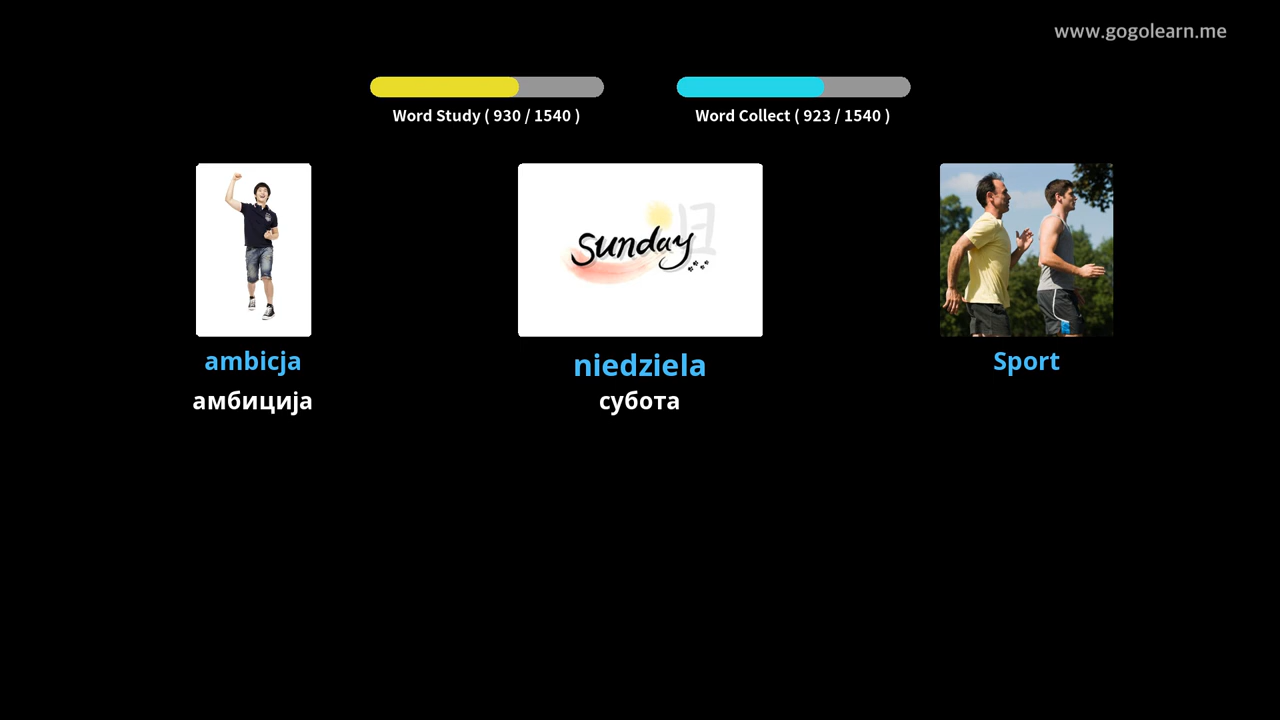 www.gogolearn.me
Word Study ( 930 / 1540 )
Word Collect ( 923 / 1540 )
Sunday
ambicja
niedziela
Sport
амбиција
субота